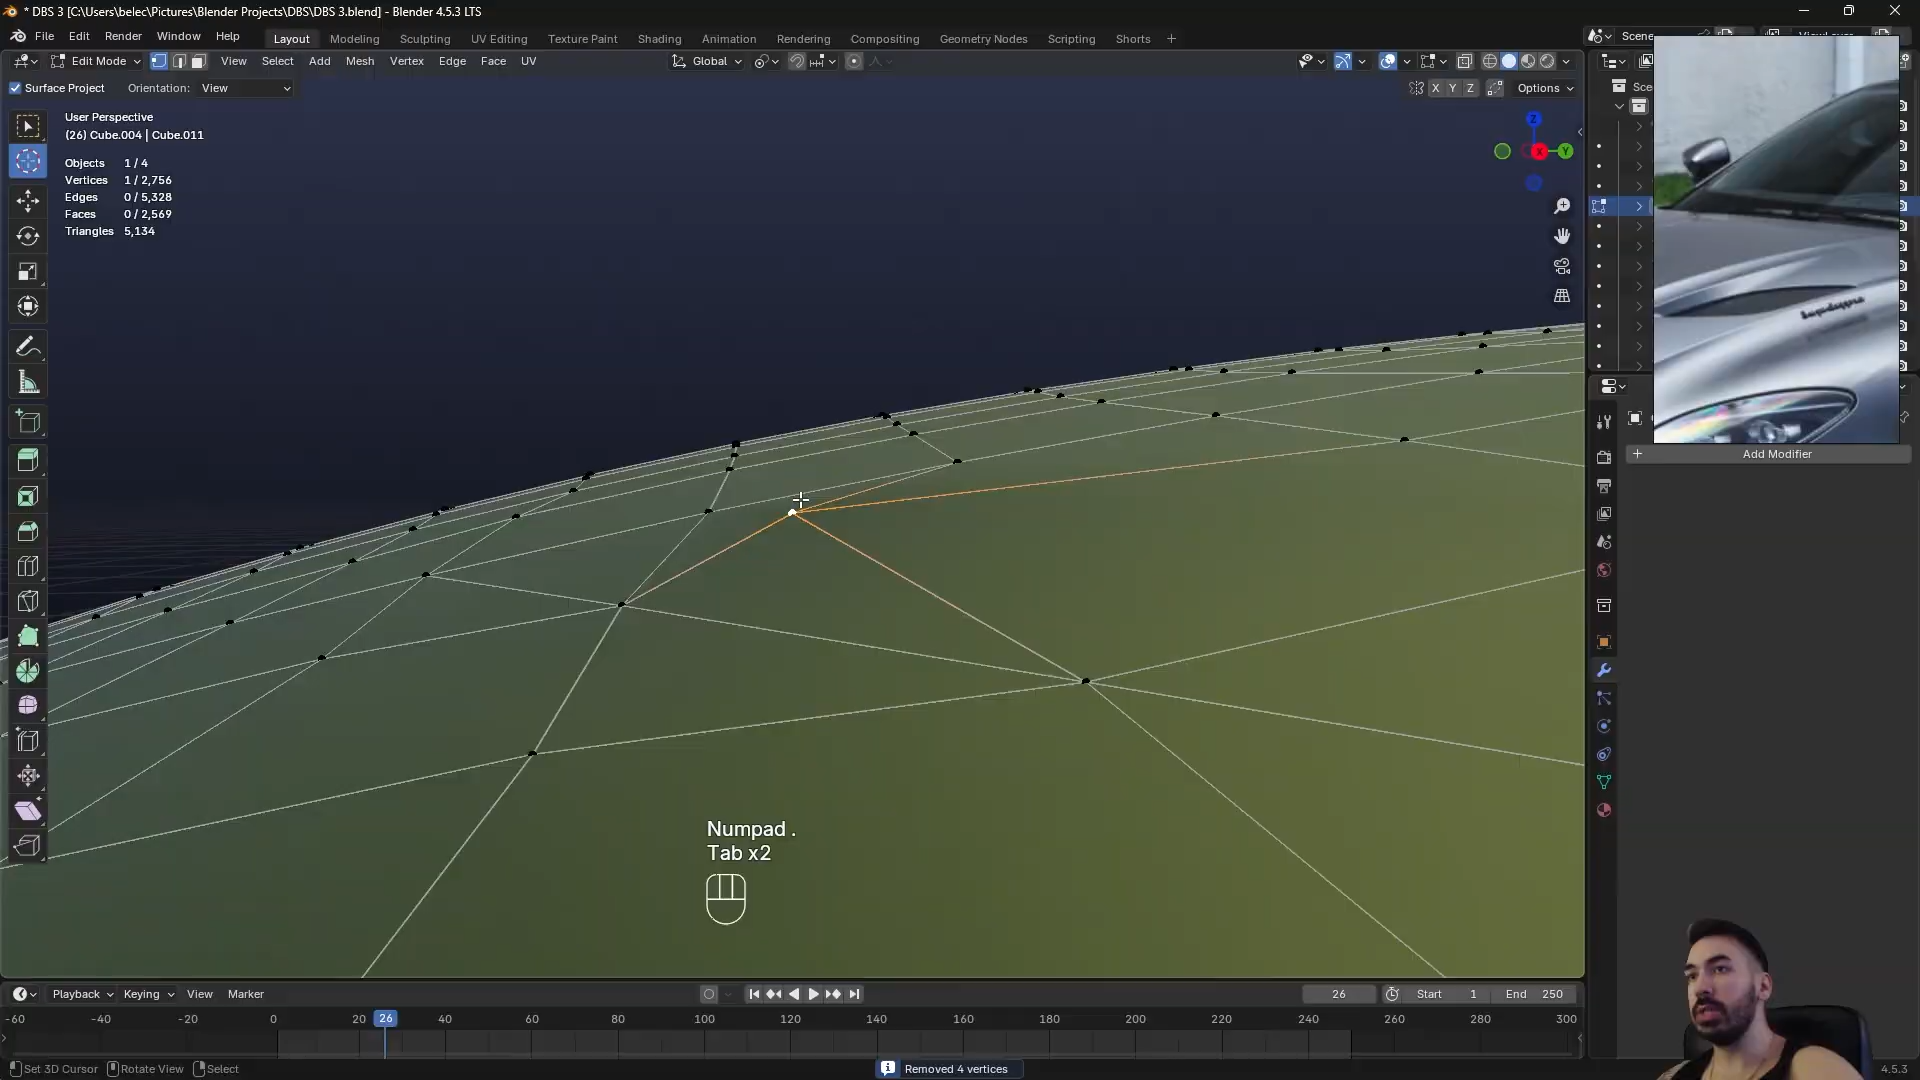 * DBS 3 [C:\Users\belec\Pictures\Blender Projects\DBS\DBS 3.blend] - Blender 4.5.3 LTS
File Edit Render Window Help Layout Modeling Sculpting UV Editing Texture Paint Shading Animation Rendering Compositing Geometry Nodes Scripting Shorts + Scene ViewLayer
Edit Mode View Select Add Mesh Vertex Edge Face UV Global
Surface Project Orientation: View X Y Z Options
User Perspective
(26) Cube.004 | Cube.011
Objects 1 / 4
Vertices 1 / 2,756
Edges 0 / 5,328
Faces 0 / 2,569
Triangles 5,134
Z
X Y
Sce
+ Add Modifier
Numpad .
Tab x2
Playback Keying View Marker 26 Start 1 End 250
-60 -40 -20 0 20 26 40 60 80 100 120 140 160 180 200 220 240 260 280 300
Set 3D Cursor Rotate View Select Removed 4 vertices 4.5.3